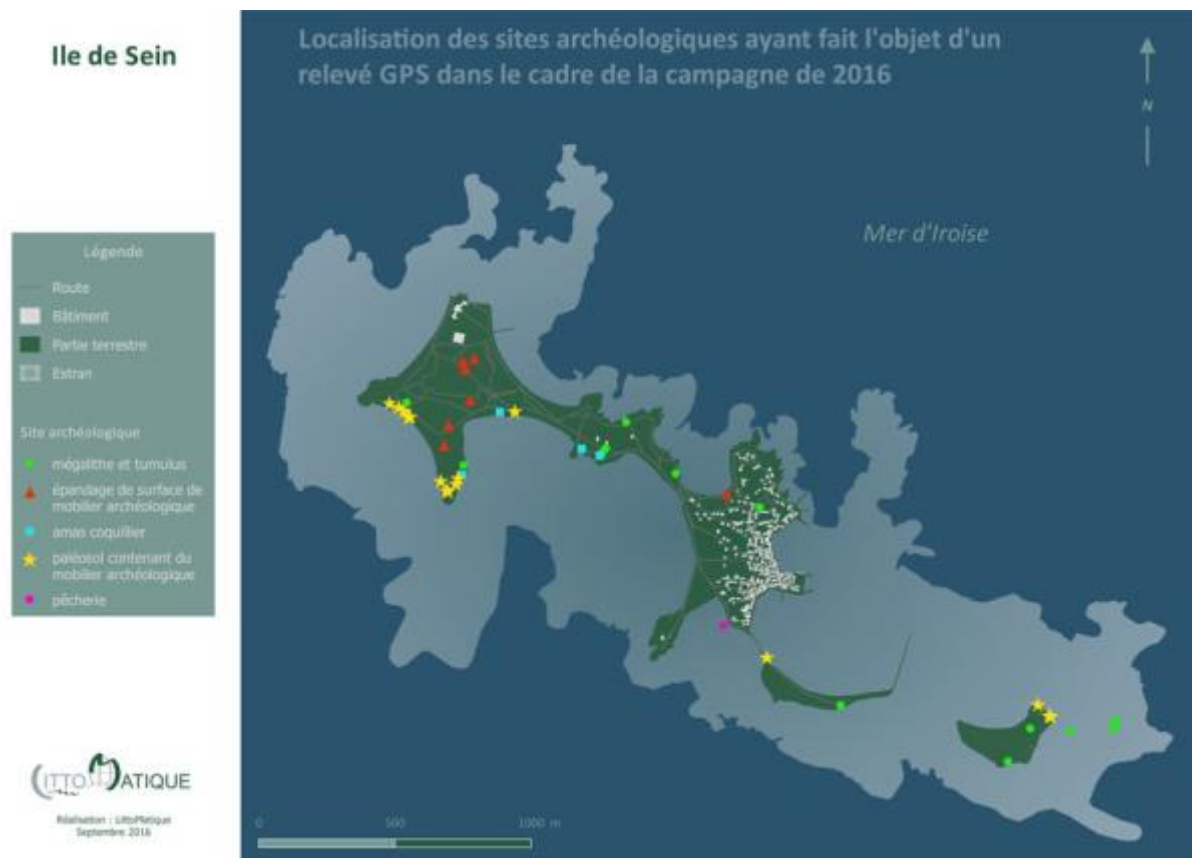 Ile de Sein
Localisation des sites archéologiques ayant fait l'objet d'un
relevé GPS dans le cadre de la campagne de 2016
N
Mer d'Iroise
Légende
Route
Bâtiment
Partie terrestre
Estran
Site archéologique
mégalithe et tumulus
épandage de surface de
mobilier archéologique
amas coquillier
paléosol contenant du
mobilier archéologique
pêcherie
LITTOMATIQUE
Réalisation : LittoMatique
Septembre 2016
0 500 1000 m